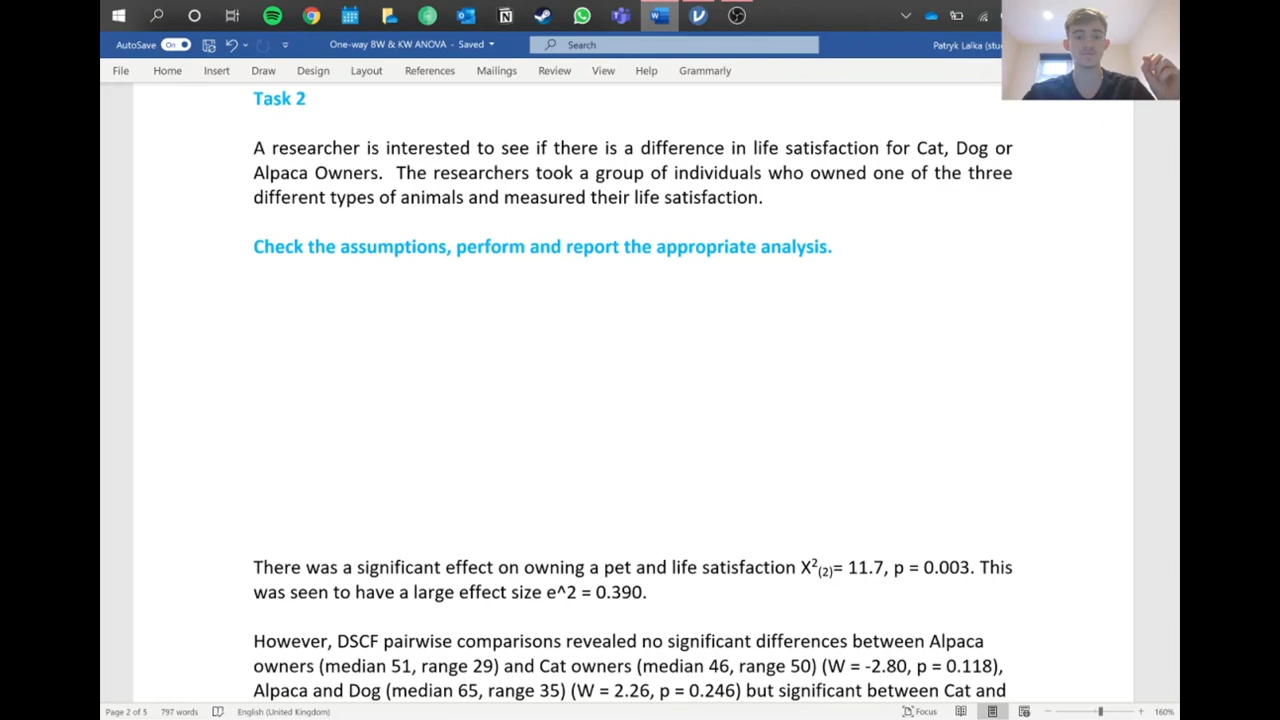 AutoSave On One-way BW & KW ANOVA - Saved Search Patryk Lalka (stu
File Home Insert Draw Design Layout References Mailings Review View Help Grammarly
Task 2
A researcher is interested to see if there is a difference in life satisfaction for Cat, Dog or
Alpaca Owners. The researchers took a group of individuals who owned one of the three
different types of animals and measured their life satisfaction.
Check the assumptions, perform and report the appropriate analysis.
There was a significant effect on owning a pet and life satisfaction X²₍₂₎= 11.7, p = 0.003. This
was seen to have a large effect size e^2 = 0.390.
However, DSCF pairwise comparisons revealed no significant differences between Alpaca
owners (median 51, range 29) and Cat owners (median 46, range 50) (W = -2.80, p = 0.118),
Alpaca and Dog (median 65, range 35) (W = 2.26, p = 0.246) but significant between Cat and
Page 2 of 5 797 words English (United Kingdom) Focus 160%